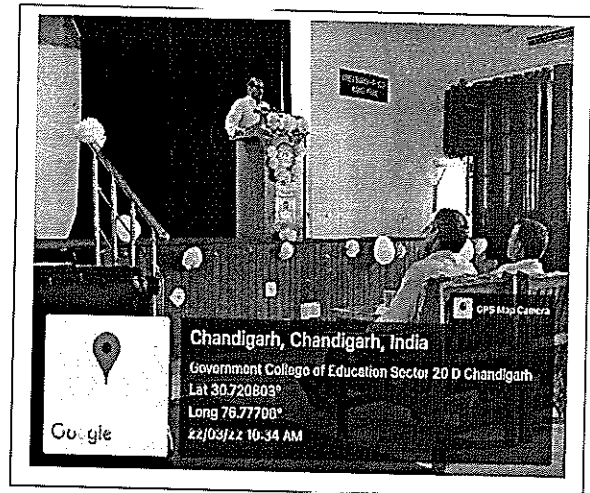 GPS Map Camera
Chandigarh, Chandigarh, India
Government College of Education Sector 20 D Chandigarh
Lat 30.720803°
Long 76.77708°
22/03/22 10:34 AM
Google